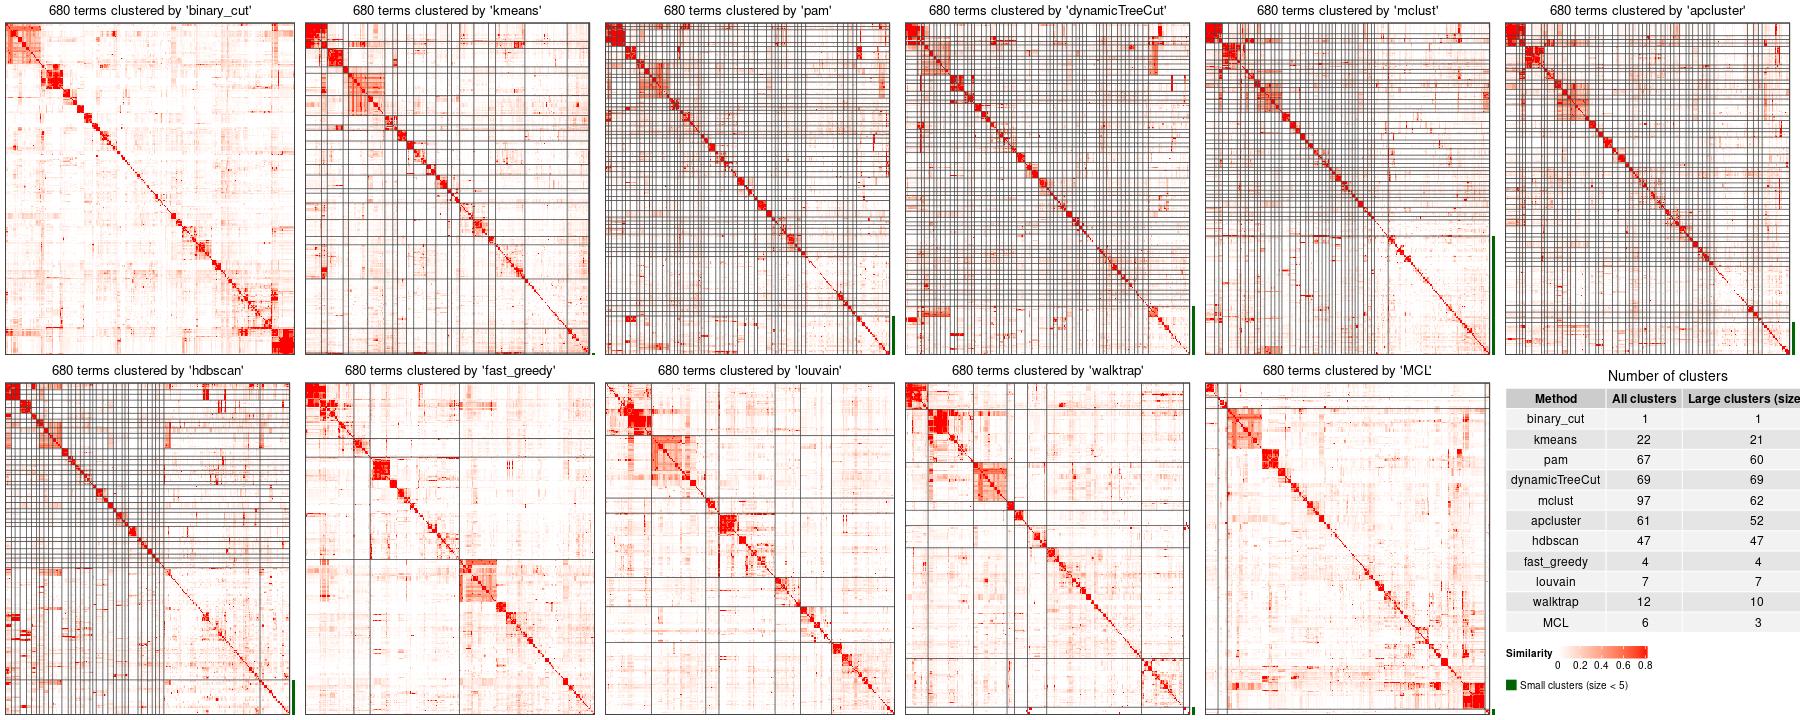 680 terms clustered by 'binary_cut'
680 terms clustered by 'kmeans'
680 terms clustered by 'pam'
680 terms clustered by 'dynamicTreeCut'
680 terms clustered by 'mclust'
680 terms clustered by 'apcluster'
680 terms clustered by 'hdbscan'
680 terms clustered by 'fast_greedy'
680 terms clustered by 'louvain'
680 terms clustered by 'walktrap'
680 terms clustered by 'MCL'
Number of clusters
Method All clusters Large clusters (size
binary_cut 1 1
kmeans 22 21
pam 67 60
dynamicTreeCut 69 69
mclust 97 62
apcluster 61 52
hdbscan 47 47
fast_greedy 4 4
louvain 7 7
walktrap 12 10
MCL 6 3
Similarity
0 0.2 0.4 0.6 0.8
Small clusters (size < 5)